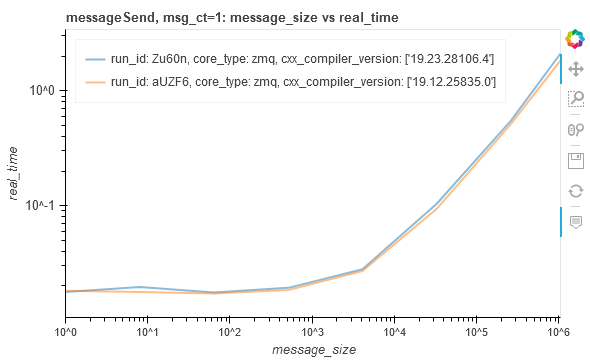 messageSend, msg_ct=1: message_size vs real_time
run_id: Zu60n, core_type: zmq, cxx_compiler_version: ['19.23.28106.4']
run_id: aUZF6, core_type: zmq, cxx_compiler_version: ['19.12.25835.0']
real_time
10^0
10^-1
10^0
10^1
10^2
10^3
10^4
10^5
10^6
message_size